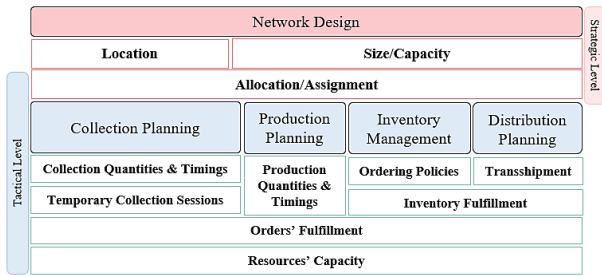 Network Design
Strategic Level
Location
Size/Capacity
Allocation/Assignment
Tactical Level
Collection Planning
Production
Planning
Inventory
Management
Distribution
Planning
Collection Quantities & Timings
Temporary Collection Sessions
Production
Quantities &
Timings
Ordering Policies
Transshipment
Inventory Fulfillment
Orders' Fulfillment
Resources' Capacity